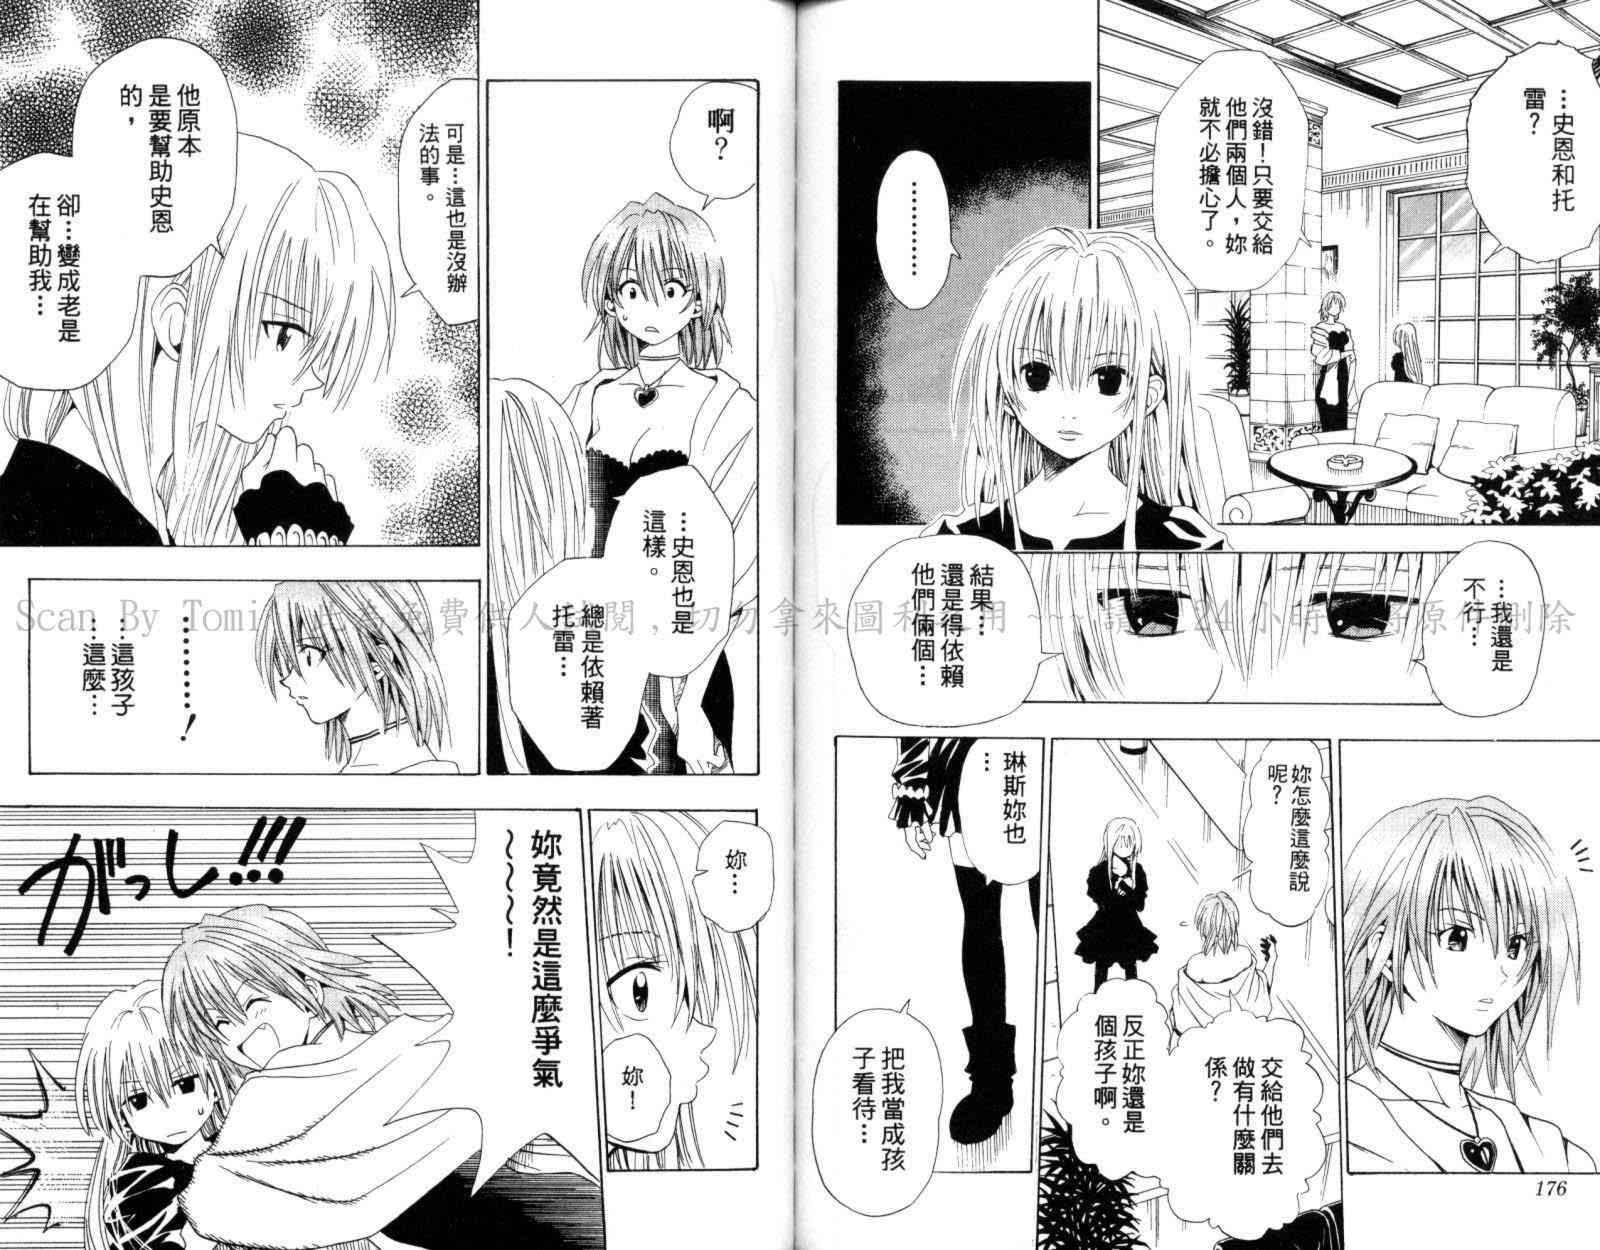 …史恩和托
雷？
沒錯！只要交給
他們兩個人，妳
就不必擔心了。
…………
…我還是
不行…
結果…
還是得依賴
他們倆個…
妳怎麼這麼說
呢？
交給他們去
做有什麼關
係？
反正妳還是
個孩子啊。
琳斯妳也
…
把我當成孩
子看待…
176
啊？
…史恩也是
這樣。
總是依賴著
托雷…
可是…這也是沒辦
法的事。
他原本
是要幫助史恩
的，
卻…變成老是
在幫助我…
…………！
…這孩子
…這麼…
妳…
妳！
妳竟然是這麼爭氣
～～～～！
がっし!!!
Scan By Tomi